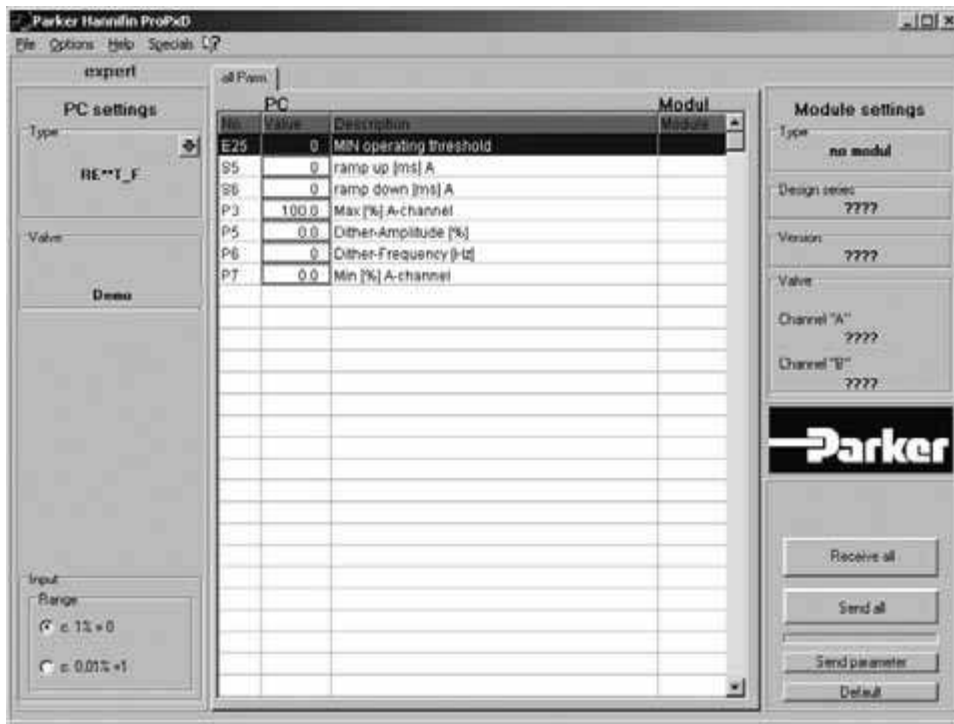 Parker Hannifin ProPxD
File Options Help Specials
expert
PC settings
Type
RE**T_F
Valve
Demo
Input
Range
c: 1% = 0
c: 0,01% =1
all Param
PC Modul
No. Value Description Module
E25 0 MIN operating threshold
S5 0 ramp up [ms] A
S6 0 ramp down [ms] A
P3 100.0 Max [%] A-channel
P5 0.0 Dither-Amplitude [%]
P6 0 Dither-Frequency [Hz]
P7 0.0 Min [%] A-channel
Module settings
Type
no modul
Design series
????
Version
????
Valve
Channel "A"
????
Channel "B"
????
Parker
Receive all
Send all
Send parameter
Default